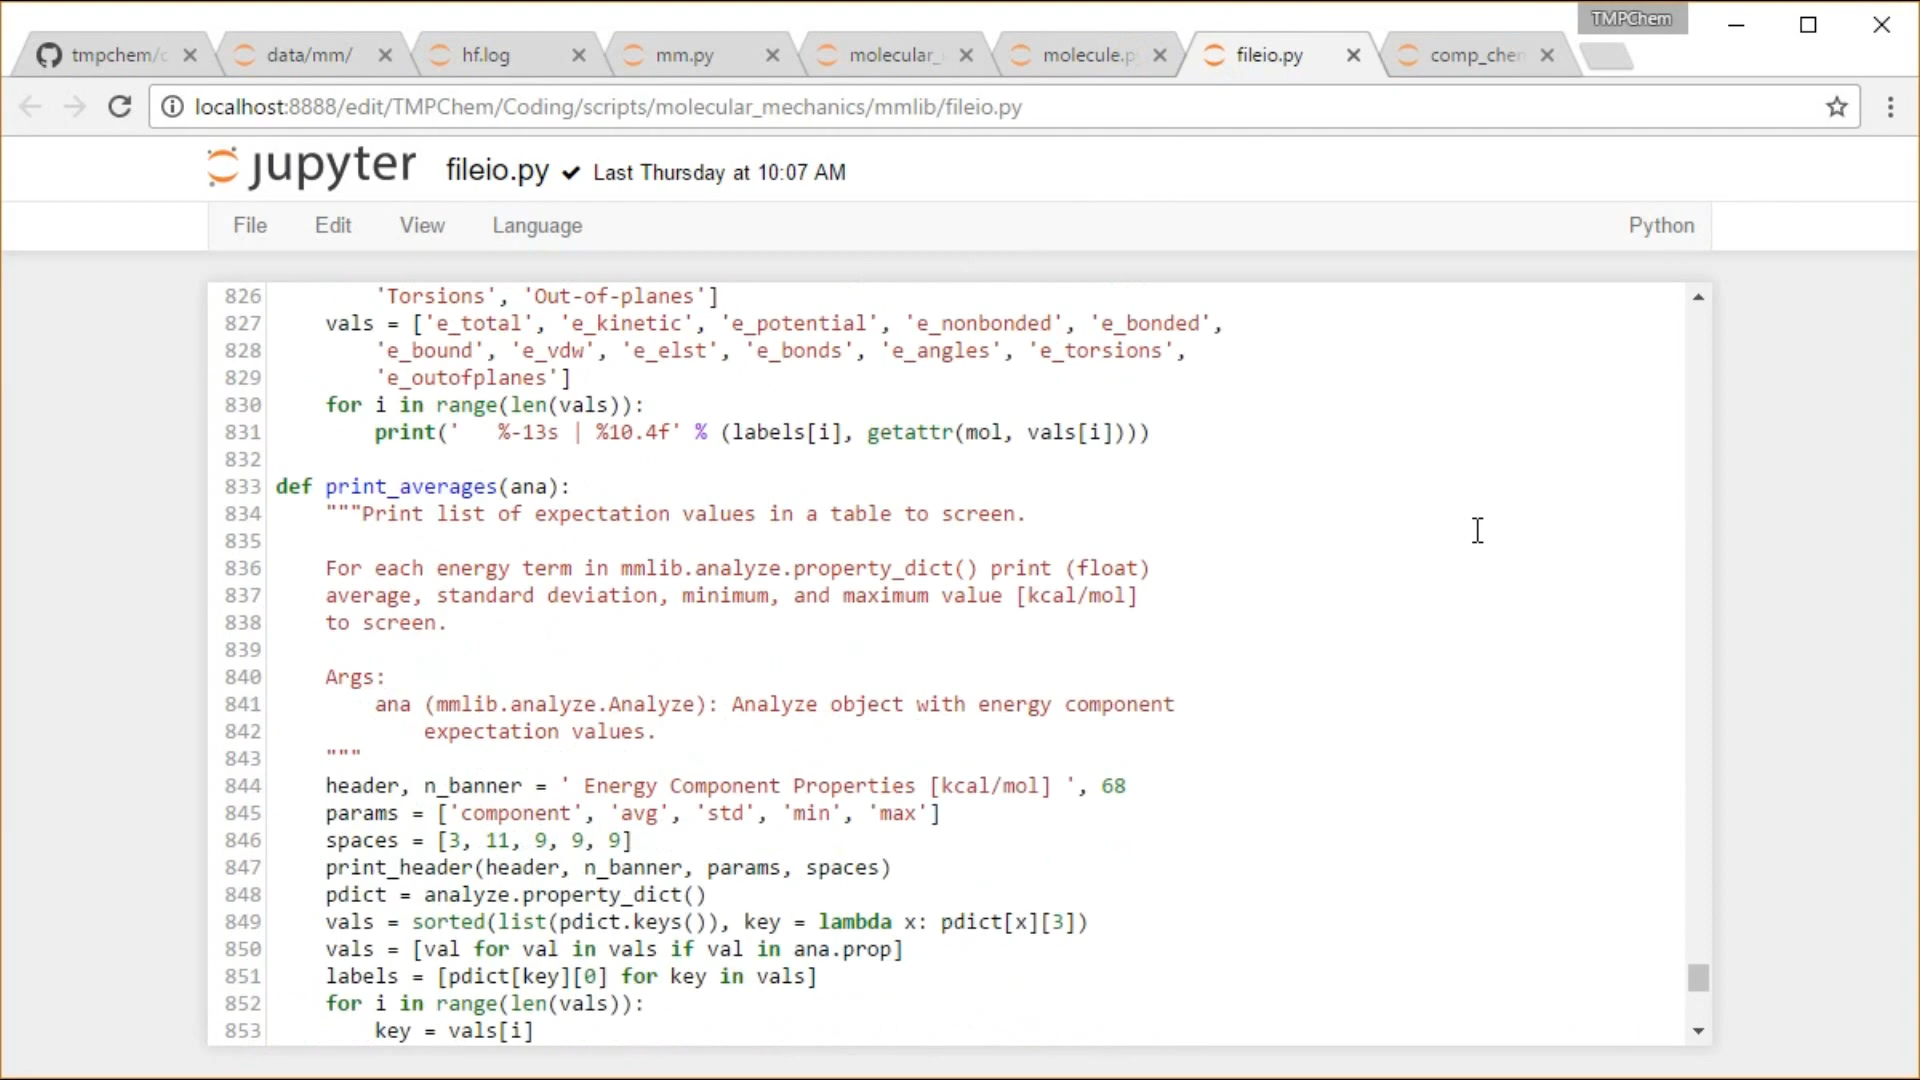 TMPChem
tmpchem/c
data/mm/
hf.log
mm.py
molecular_
molecule.p
fileio.py
comp_chem
localhost:8888/edit/TMPChem/Coding/scripts/molecular_mechanics/mmlib/fileio.py
jupyter fileio.py ✔ Last Thursday at 10:07 AM
File Edit View Language Python
826         'Torsions', 'Out-of-planes']
827     vals = ['e_total', 'e_kinetic', 'e_potential', 'e_nonbonded', 'e_bonded',
828         'e_bound', 'e_vdw', 'e_elst', 'e_bonds', 'e_angles', 'e_torsions',
829         'e_outofplanes']
830     for i in range(len(vals)):
831         print('   %-13s | %10.4f' % (labels[i], getattr(mol, vals[i])))
832
833 def print_averages(ana):
834     """Print list of expectation values in a table to screen.
835
836     For each energy term in mmlib.analyze.property_dict() print (float)
837     average, standard deviation, minimum, and maximum value [kcal/mol]
838     to screen.
839
840     Args:
841         ana (mmlib.analyze.Analyze): Analyze object with energy component
842             expectation values.
843     """
844     header, n_banner = ' Energy Component Properties [kcal/mol] ', 68
845     params = ['component', 'avg', 'std', 'min', 'max']
846     spaces = [3, 11, 9, 9, 9]
847     print_header(header, n_banner, params, spaces)
848     pdict = analyze.property_dict()
849     vals = sorted(list(pdict.keys()), key = lambda x: pdict[x][3])
850     vals = [val for val in vals if val in ana.prop]
851     labels = [pdict[key][0] for key in vals]
852     for i in range(len(vals)):
853         key = vals[i]